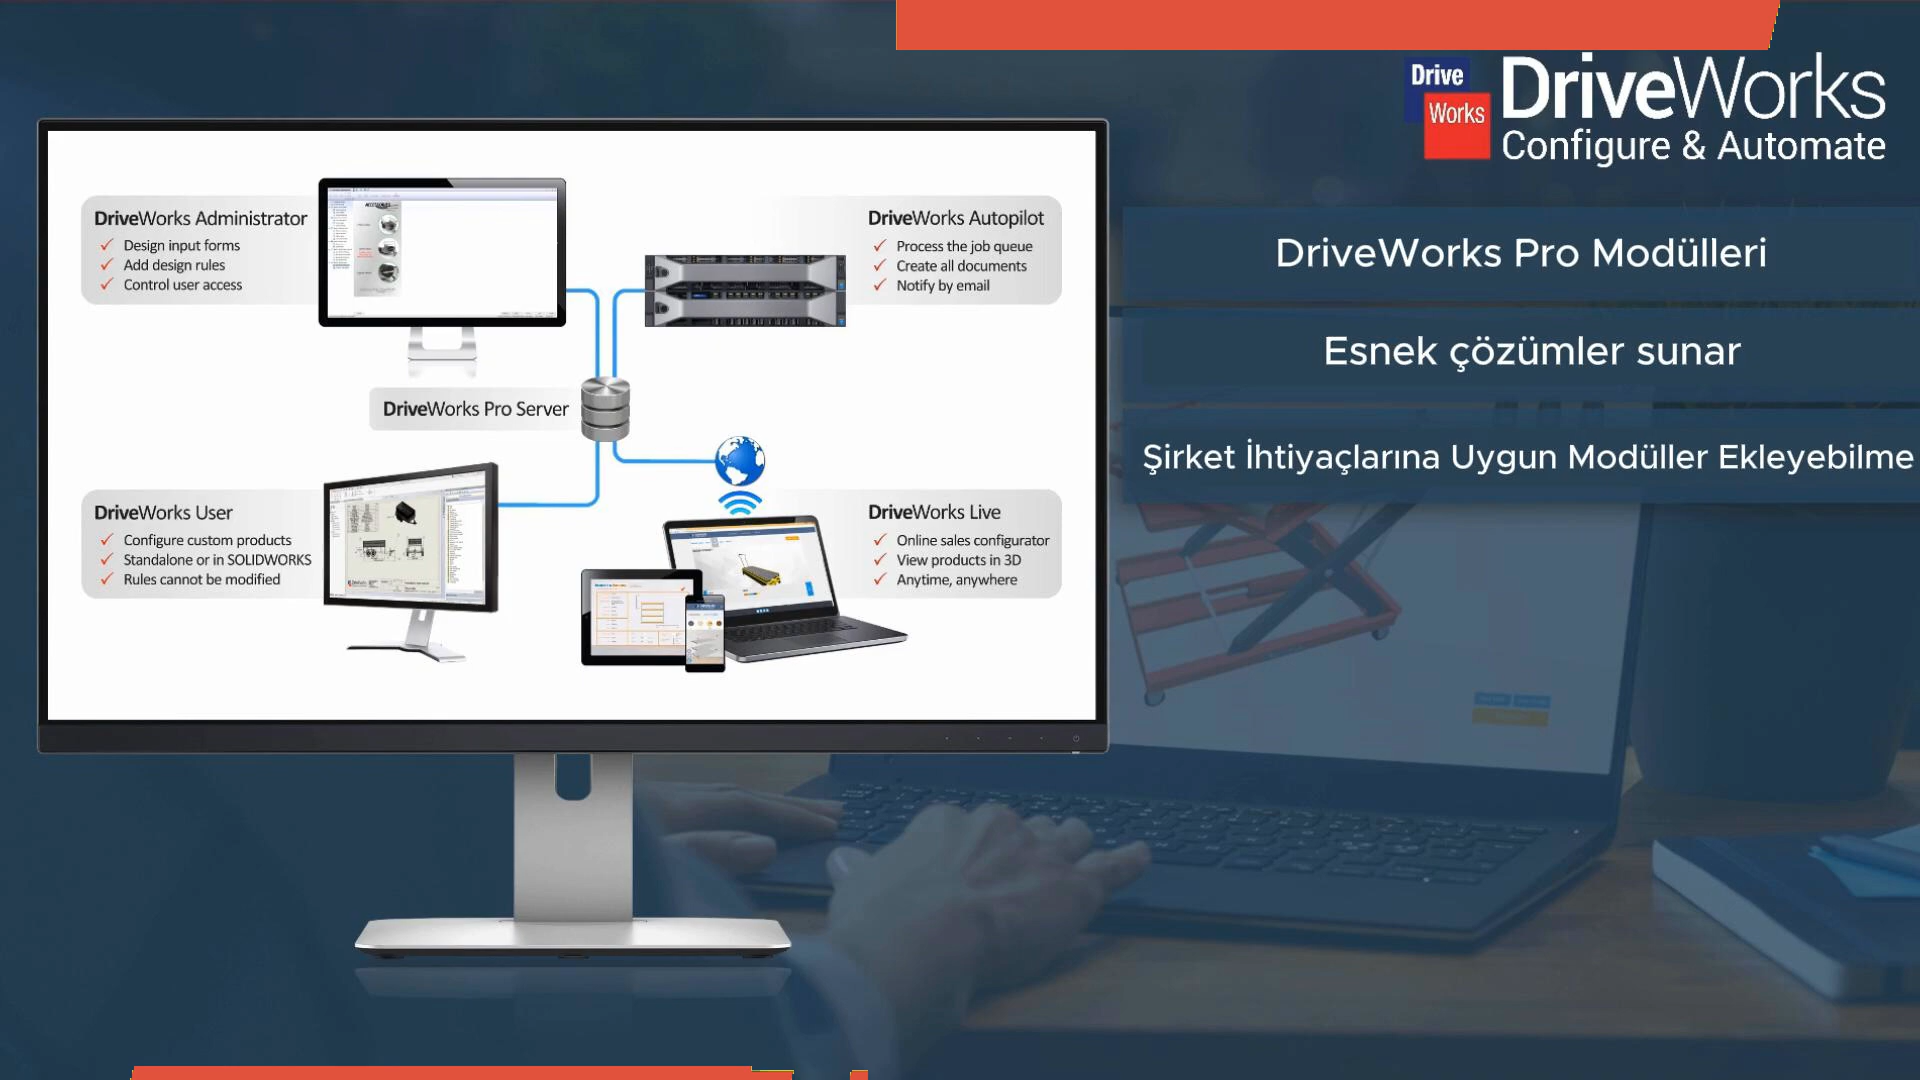 Drive
Works
DriveWorks
Configure & Automate
DriveWorks Administrator
Design input forms
Add design rules
Control user access
DriveWorks Autopilot
Process the job queue
Create all documents
Notify by email
DriveWorks Pro Server
DriveWorks User
Configure custom products
Standalone or in SOLIDWORKS
Rules cannot be modified
DriveWorks Live
Online sales configurator
View products in 3D
Anytime, anywhere
DriveWorks Pro Modülleri
Esnek çözümler sunar
Şirket İhtiyaçlarına Uygun Modüller Ekleyebilme